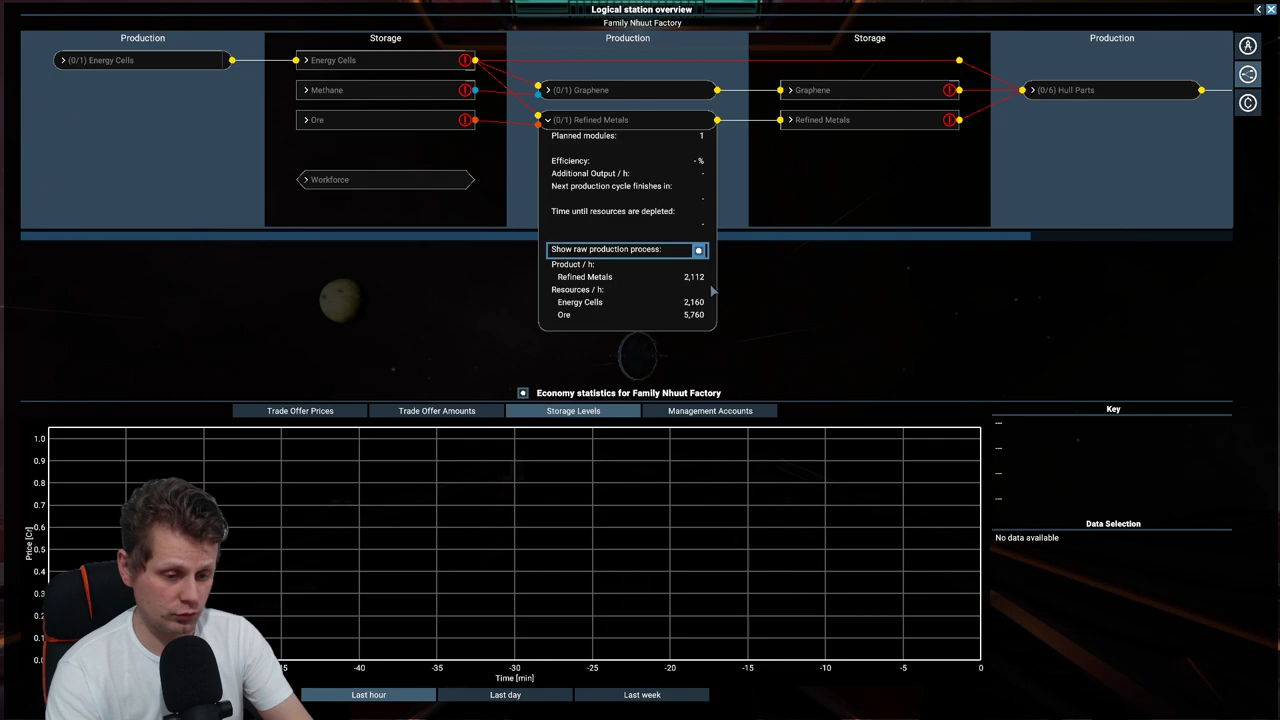 Logical station overview
Family Nhuut Factory
Production
Storage
Production
Storage
Production
(0/1) Energy Cells
Energy Cells
Methane
(0/1) Graphene
Graphene
(0/6) Hull Parts
Ore
(0/1) Refined Metals
Refined Metals
Workforce
Planned modules: 1
Efficiency: - %
Additional Output / h: -
Next production cycle finishes in:
-
Time until resources are depleted:
-
Show raw production process:
Product / h:
Refined Metals 2,112
Resources / h:
Energy Cells 2,160
Ore 5,760
A
C
Economy statistics for Family Nhuut Factory
Trade Offer Prices
Trade Offer Amounts
Storage Levels
Management Accounts
Key
---
---
---
---
Data Selection
No data available
1.0
0.9
0.8
0.7
0.6
0.5
0.4
0.3
0.2
0.1
0.
Price [Cr]
-40
-35
-30
-25
-20
-15
-10
-5
0
Time [min]
Last hour
Last day
Last week